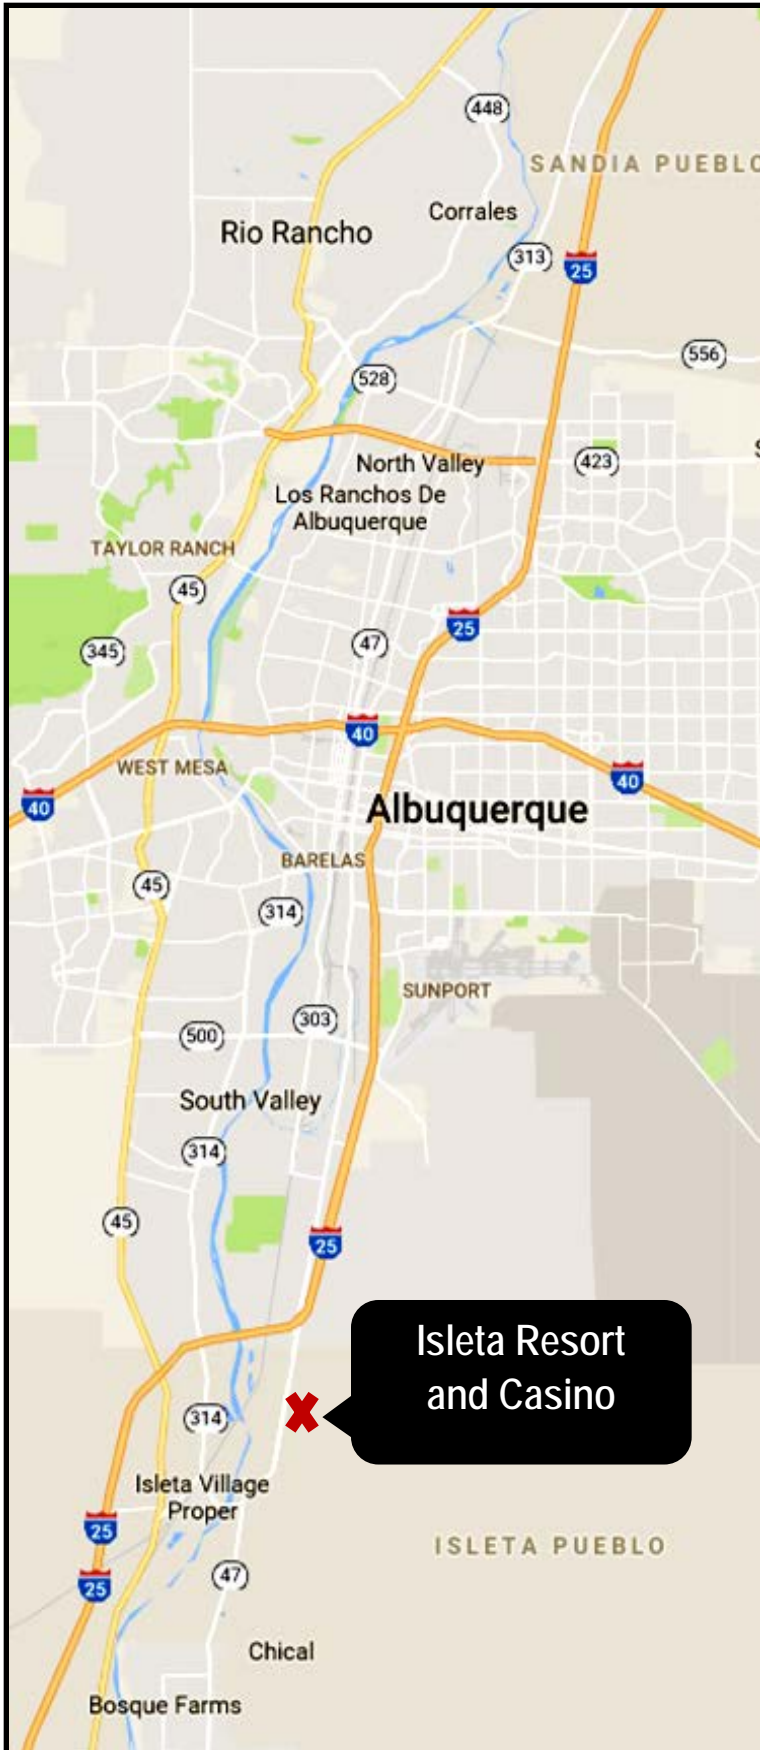 448
SANDIA PUEBLO
Corrales
Rio Rancho
313
25
556
528
North Valley
423
Los Ranchos De
Albuquerque
TAYLOR RANCH
45
25
47
345
40
WEST MESA
40
40
Albuquerque
BARELAS
45
314
SUNPORT
303
500
South Valley
314
45
25
Isleta Resort
and Casino
314
Isleta Village
Proper
25
ISLETA PUEBLO
47
25
Chical
Bosque Farms